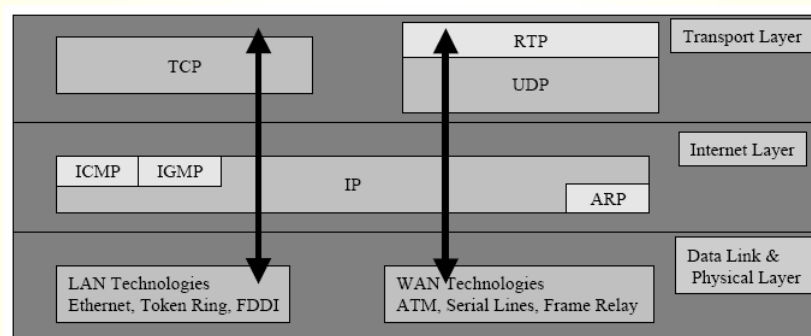 TCP
RTP
UDP
Transport Layer
ICMP
IGMP
IP
ARP
Internet Layer
LAN Technologies
Ethernet, Token Ring, FDDI
WAN Technologies
ATM, Serial Lines, Frame Relay
Data Link &
Physical Layer